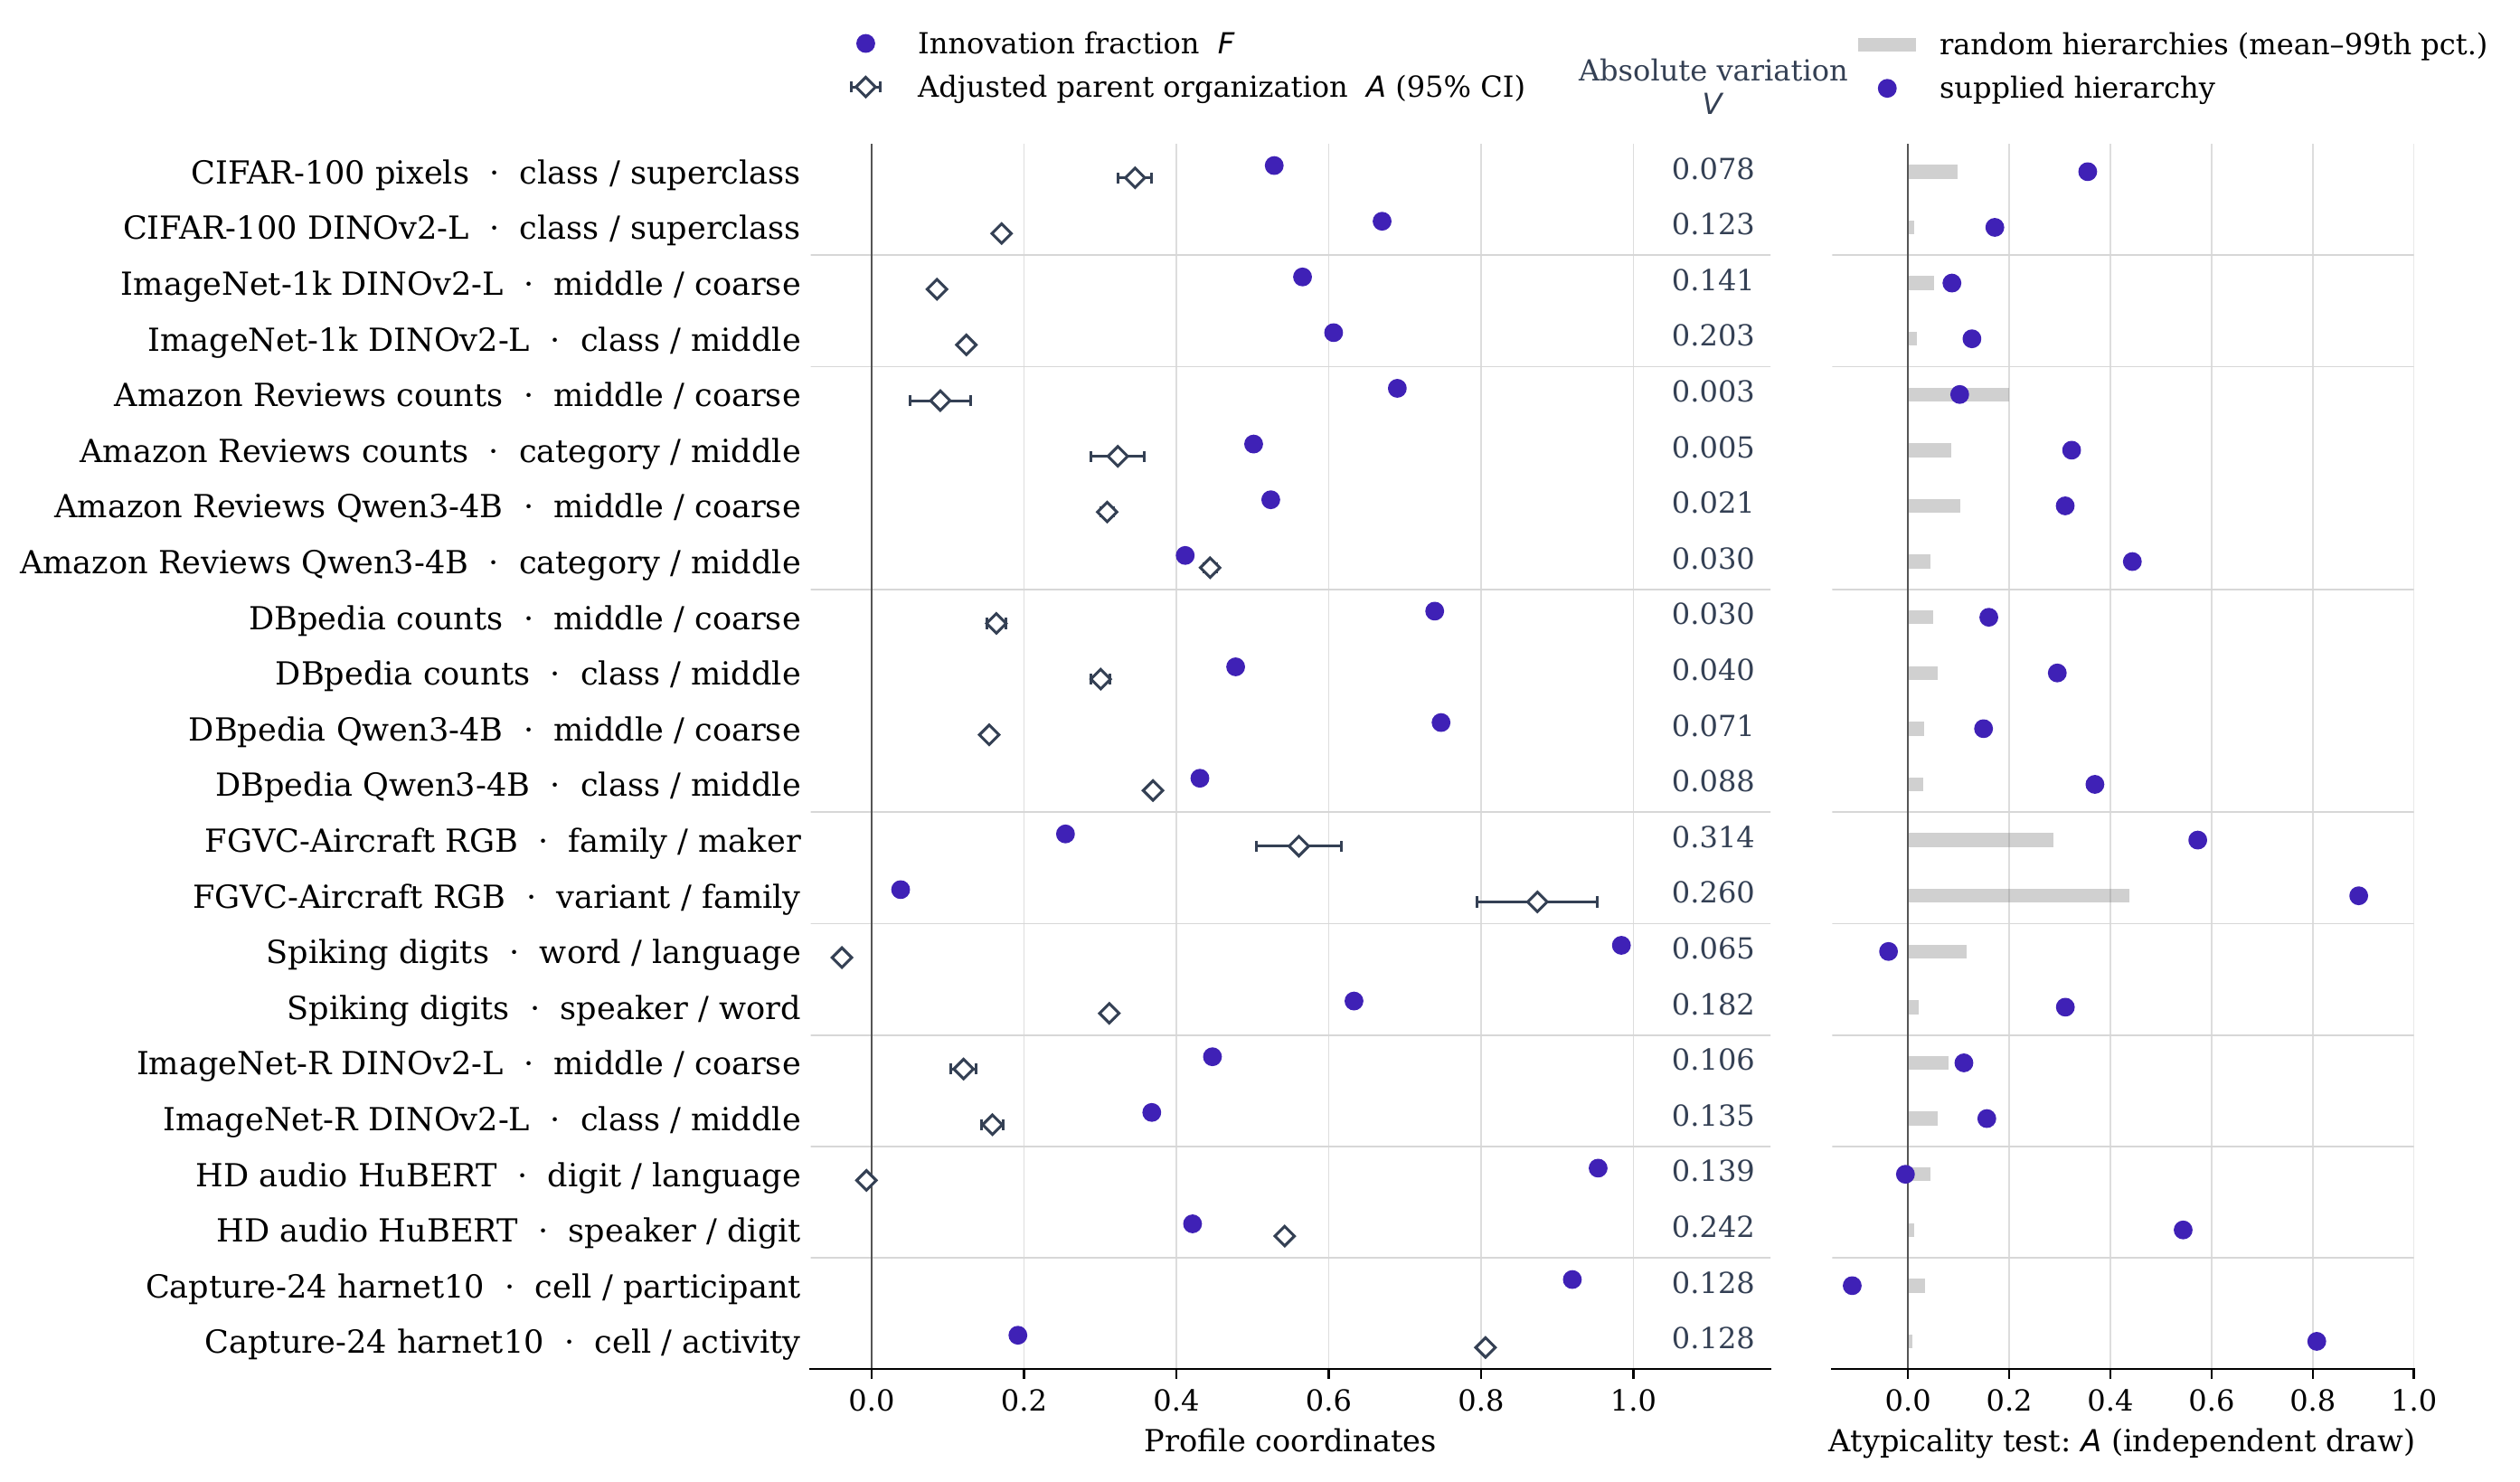 Innovation fraction F
Adjusted parent organization A (95% CI)
Absolute variation
V
random hierarchies (mean–99th pct.)
supplied hierarchy
CIFAR-100 pixels · class / superclass 0.078
CIFAR-100 DINOv2-L · class / superclass 0.123
ImageNet-1k DINOv2-L · middle / coarse 0.141
ImageNet-1k DINOv2-L · class / middle 0.203
Amazon Reviews counts · middle / coarse 0.003
Amazon Reviews counts · category / middle 0.005
Amazon Reviews Qwen3-4B · middle / coarse 0.021
Amazon Reviews Qwen3-4B · category / middle 0.030
DBpedia counts · middle / coarse 0.030
DBpedia counts · class / middle 0.040
DBpedia Qwen3-4B · middle / coarse 0.071
DBpedia Qwen3-4B · class / middle 0.088
FGVC-Aircraft RGB · family / maker 0.314
FGVC-Aircraft RGB · variant / family 0.260
Spiking digits · word / language 0.065
Spiking digits · speaker / word 0.182
ImageNet-R DINOv2-L · middle / coarse 0.106
ImageNet-R DINOv2-L · class / middle 0.135
HD audio HuBERT · digit / language 0.139
HD audio HuBERT · speaker / digit 0.242
Capture-24 harnet10 · cell / participant 0.128
Capture-24 harnet10 · cell / activity 0.128
0.0 0.2 0.4 0.6 0.8 1.0
Profile coordinates
0.0 0.2 0.4 0.6 0.8 1.0
Atypicality test: A (independent draw)